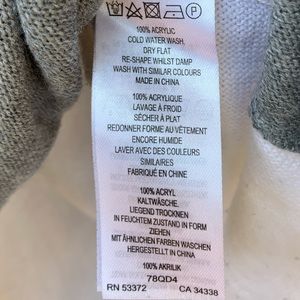 100% ACRYLIC
COLD WATER WASH.
DRY FLAT
RE-SHAPE WHILST DAMP
WASH WITH SIMILAR COLOURS
MADE IN CHINA
100% ACRYLIQUE
LAVAGE À FROID
SÉCHER À PLAT
REDONNER FORME AU VÊTEMENT
ENCORE HUMIDE
LAVER AVEC DES COULEURS
SIMILAIRES
FABRIQUÉ EN CHINE
100% ACRYL
KALTWÄSCHE.
LIEGEND TROCKNEN
IN FEUCHTEM ZUSTAND IN FORM
ZIEHEN
MIT ÄHNLICHEN FARBEN WASCHEN
HERGESTELLT IN CHINA
100% AKRILIK
78QD4
RN 53372 CA 34338